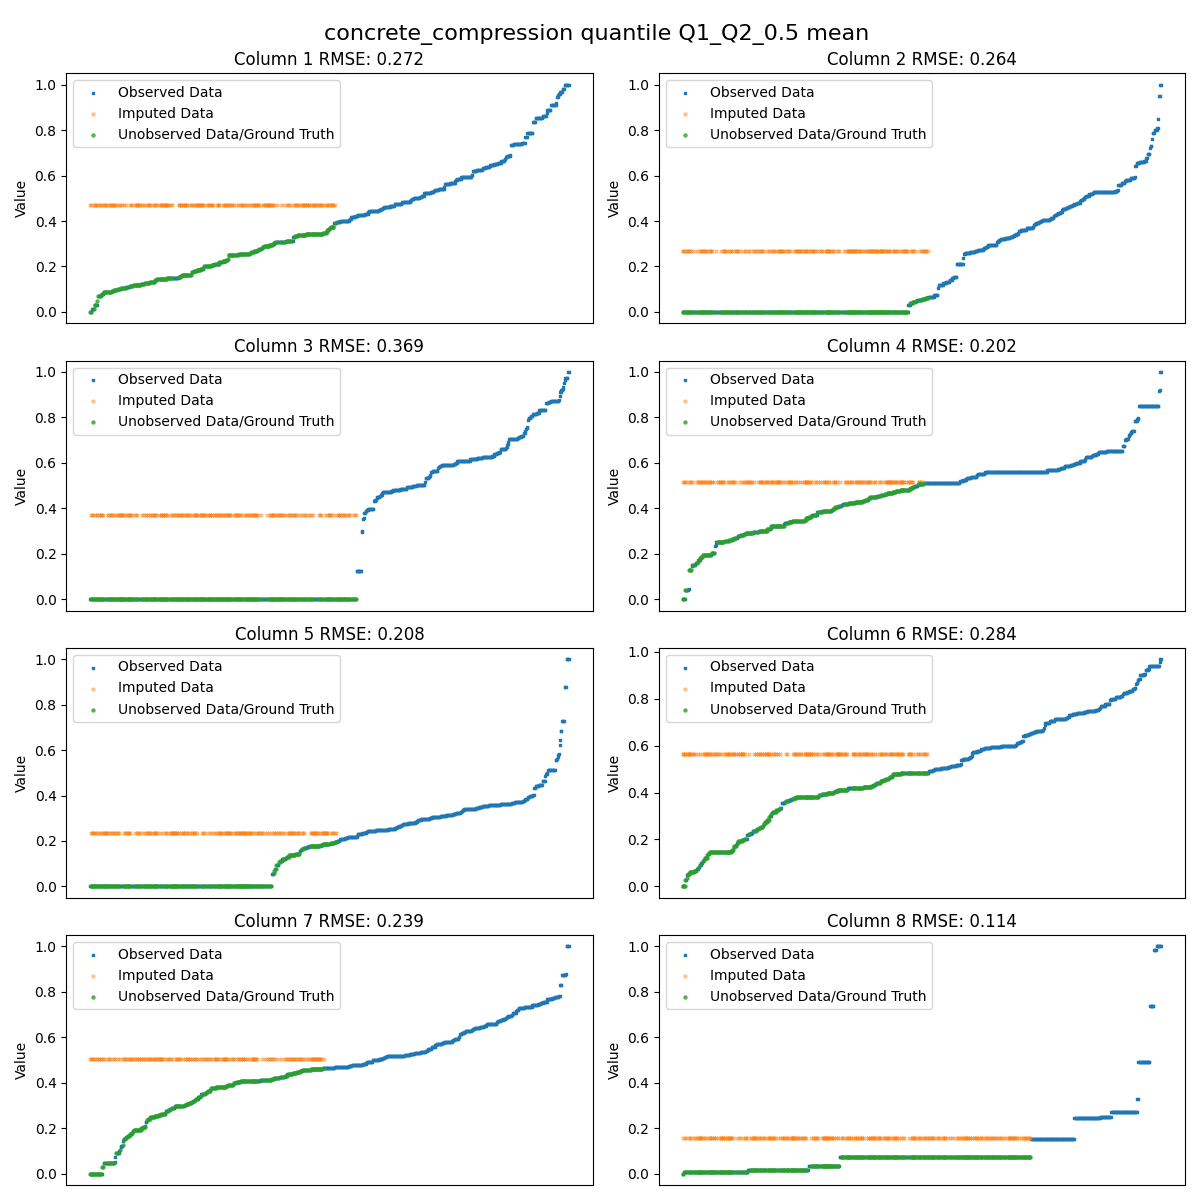 concrete_compression quantile Q1_Q2_0.5 mean
Column 1 RMSE: 0.272
Observed Data
Imputed Data
Unobserved Data/Ground Truth
Value
1.0
0.8
0.6
0.4
0.2
0.0
Column 2 RMSE: 0.264
Observed Data
Imputed Data
Unobserved Data/Ground Truth
Value
1.0
0.8
0.6
0.4
0.2
0.0
Column 3 RMSE: 0.369
Observed Data
Imputed Data
Unobserved Data/Ground Truth
Value
1.0
0.8
0.6
0.4
0.2
0.0
Column 4 RMSE: 0.202
Observed Data
Imputed Data
Unobserved Data/Ground Truth
Value
1.0
0.8
0.6
0.4
0.2
0.0
Column 5 RMSE: 0.208
Observed Data
Imputed Data
Unobserved Data/Ground Truth
Value
1.0
0.8
0.6
0.4
0.2
0.0
Column 6 RMSE: 0.284
Observed Data
Imputed Data
Unobserved Data/Ground Truth
Value
1.0
0.8
0.6
0.4
0.2
0.0
Column 7 RMSE: 0.239
Observed Data
Imputed Data
Unobserved Data/Ground Truth
Value
1.0
0.8
0.6
0.4
0.2
0.0
Column 8 RMSE: 0.114
Observed Data
Imputed Data
Unobserved Data/Ground Truth
Value
1.0
0.8
0.6
0.4
0.2
0.0